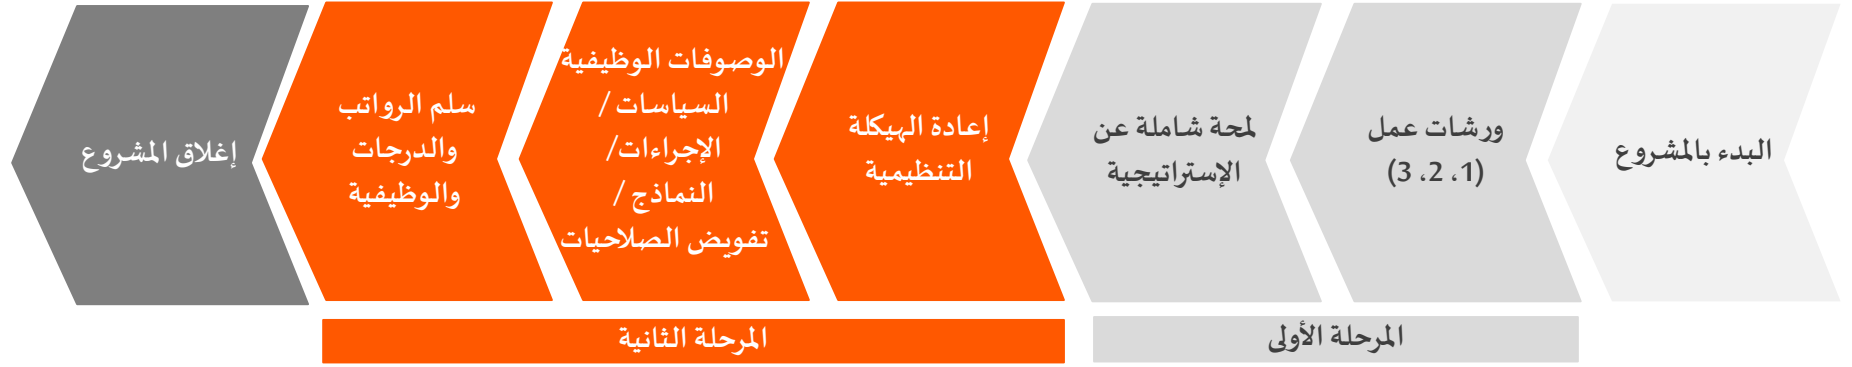 البدء بالمشروع
ورشات عمل
(1، 2، 3)
لمحة شاملة عن
الإستراتيجية
إعادة الهيكلة
التنظيمية
الوصوفات الوظيفية
السياسات /
الإجراءات/
النماذج /
تفويض الصلاحيات
سلم الرواتب
والدرجات
والوظيفية
إغلاق المشروع
المرحلة الأولى
المرحلة الثانية